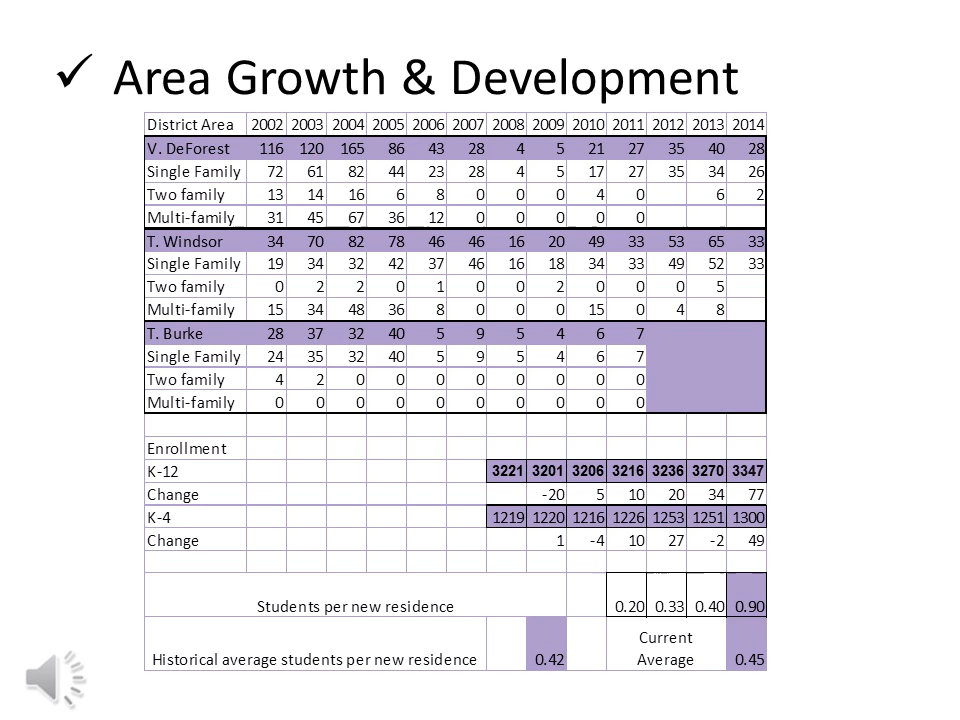 ✓ Area Growth & Development
District Area 2002 2003 2004 2005 2006 2007 2008 2009 2010 2011 2012 2013 2014
V. DeForest 116 120 165 86 43 28 4 5 21 27 35 40 28
Single Family 72 61 82 44 23 28 4 5 17 27 35 34 26
Two family 13 14 16 6 8 0 0 0 4 0 6 2
Multi-family 31 45 67 36 12 0 0 0 0 0
T. Windsor 34 70 82 78 46 46 16 20 49 33 53 65 33
Single Family 19 34 32 42 37 46 16 18 34 33 49 52 33
Two family 0 2 2 0 1 0 0 2 0 0 0 5
Multi-family 15 34 48 36 8 0 0 0 15 0 4 8
T. Burke 28 37 32 40 5 9 5 4 6 7
Single Family 24 35 32 40 5 9 5 4 6 7
Two family 4 2 0 0 0 0 0 0 0 0
Multi-family 0 0 0 0 0 0 0 0 0 0
Enrollment
K-12 3221 3201 3206 3216 3236 3270 3347
Change -20 5 10 20 34 77
K-4 1219 1220 1216 1226 1253 1251 1300
Change 1 -4 10 27 -2 49
Students per new residence 0.20 0.33 0.40 0.90
Historical average students per new residence 0.42 Current
Average 0.45